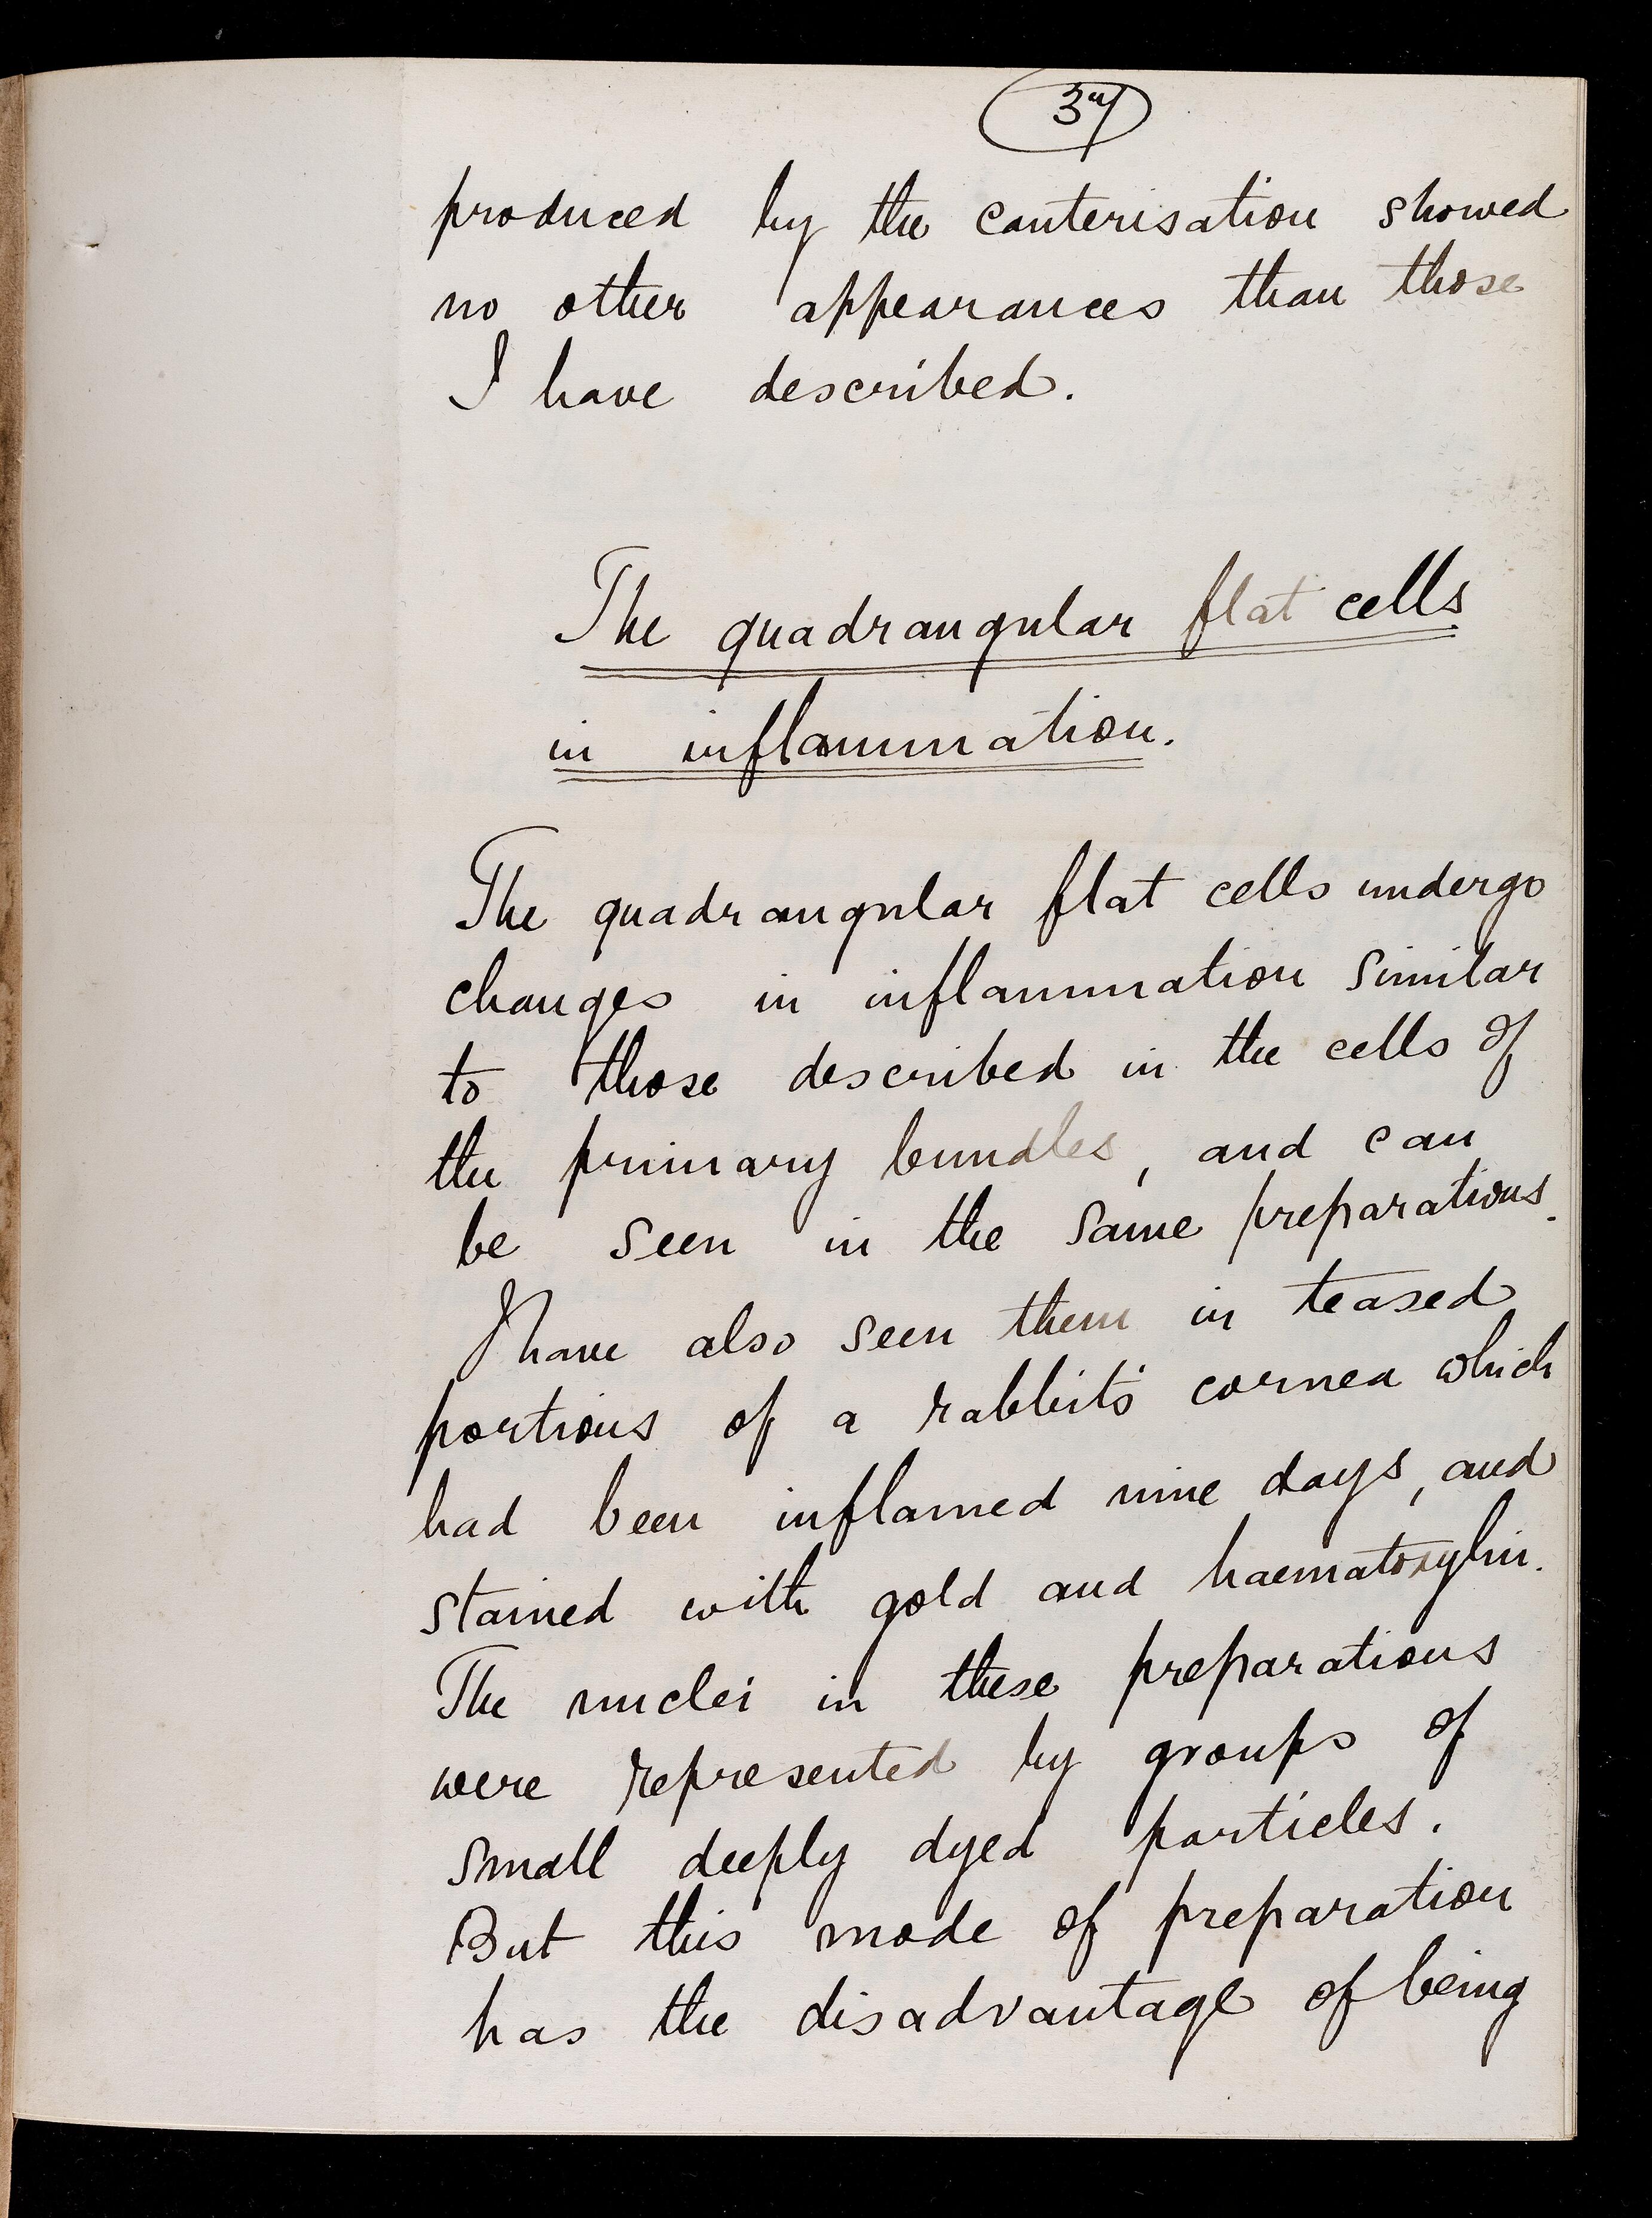 37
produced by the cauterisation showed
no other appearances than those
I have described.
The quadrangular flat cells
in inflammation.
The quadrangular flat cells undergo
changes in inflammation similar
to those described in the cells of
the primary bundles, and can
be seen in the same preparations.
I have also seen them in teased
portions of a rabbit's cornea which
had been inflamed nine days, and
stained with gold and haematoxylin.
The nuclei in these preparations
were represented by groups of
small deeply dyed particles.
But this mode of preparation
has the disadvantage of being